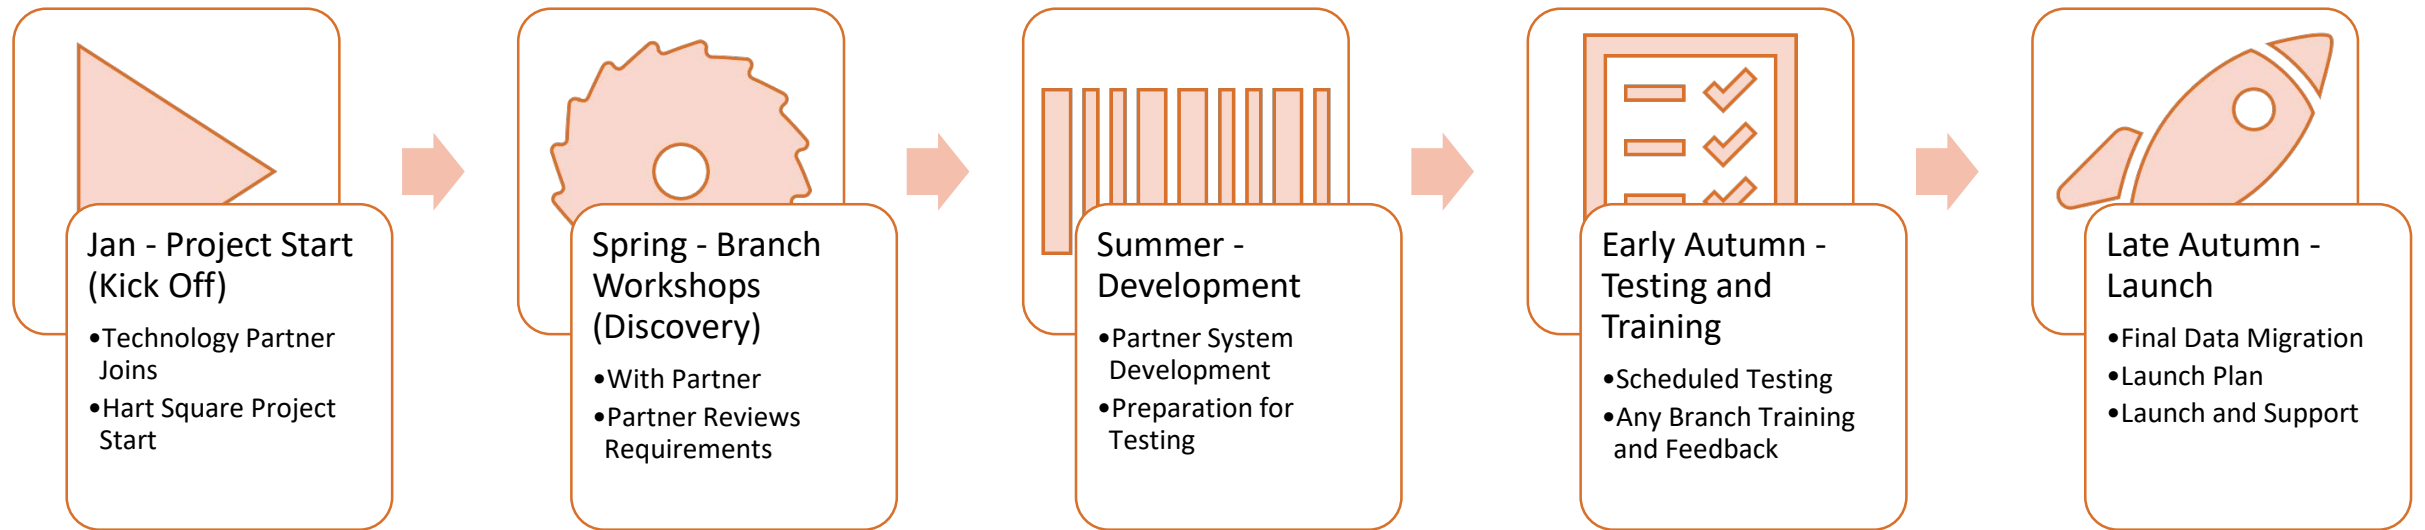 Jan - Project Start
(Kick Off)
•Technology Partner
Joins
•Hart Square Project
Start
Spring - Branch
Workshops
(Discovery)
•With Partner
•Partner Reviews
Requirements
Summer -
Development
•Partner System
Development
•Preparation for
Testing
Early Autumn -
Testing and
Training
•Scheduled Testing
•Any Branch Training
and Feedback
Late Autumn -
Launch
•Final Data Migration
•Launch Plan
•Launch and Support